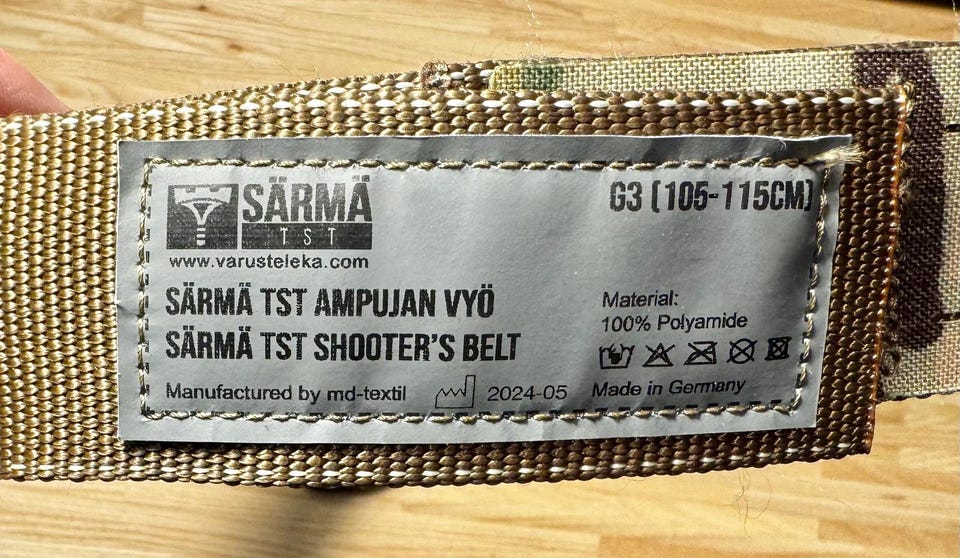 SÄRMÄ
TST
www.varusteleka.com
G3 (105-115CM)
SÄRMÄ TST AMPUJAN VYÖ
SÄRMÄ TST SHOOTER'S BELT
Material:
100% Polyamide
Manufactured by md-textil
2024-05
Made in Germany